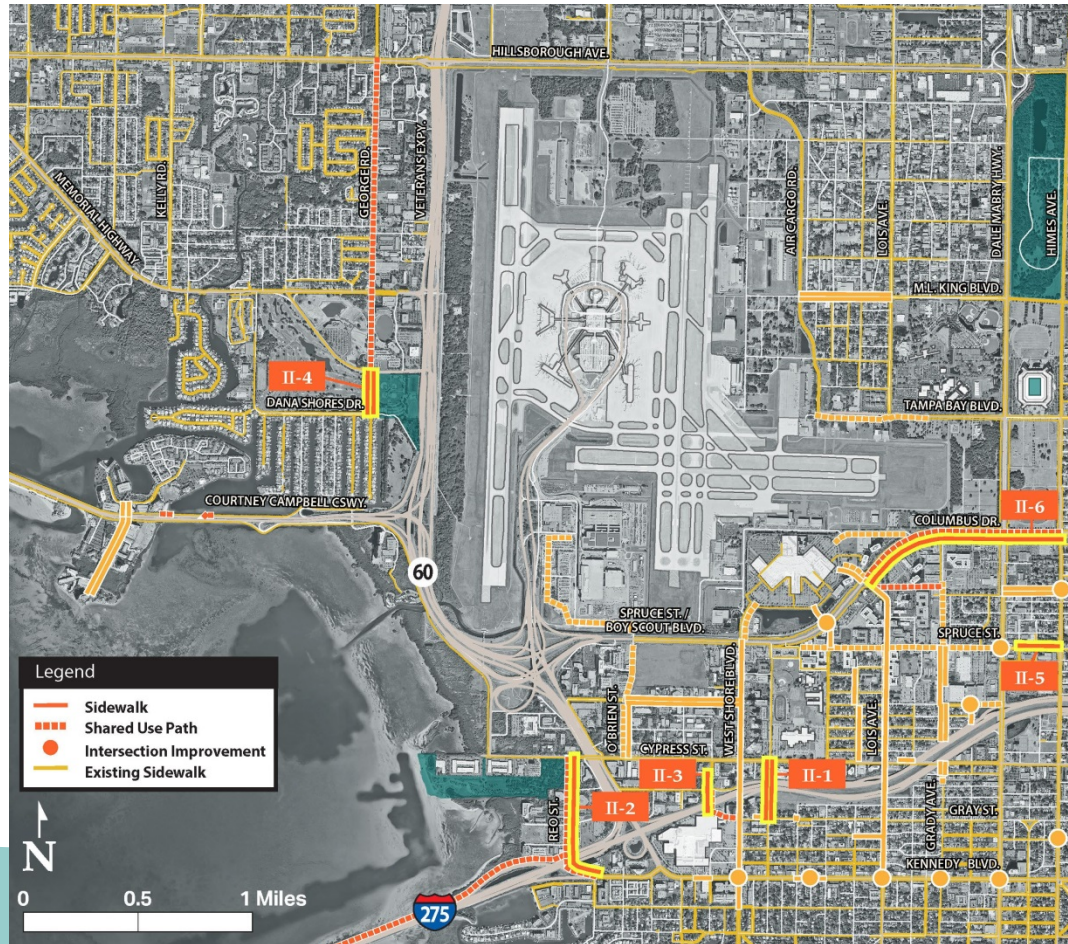 HILLSBOROUGH AVE.
MEMORIAL HIGHWAY
KELLY RD.
GEORGE RD.
VETERANS EXPY.
AIR CARGO RD.
LOIS AVE.
DALE MABRY HWY.
HIMES AVE.
M.L. KING BLVD.
II-4
DANA SHORES DR.
TAMPA BAY BLVD.
COURTNEY CAMPBELL CSWY.
60
COLUMBUS DR.
II-6
SPRUCE ST. /
BOY SCOUT BLVD.
SPRUCE ST.
II-5
O'BRIEN ST.
WEST SHORE BLVD.
LOIS AVE.
CYPRESS ST.
II-3
II-1
II-2
REO ST.
GRADY AVE.
GRAY ST.
KENNEDY BLVD.
275
Legend
Sidewalk
Shared Use Path
Intersection Improvement
Existing Sidewalk
N
0 0.5 1 Miles